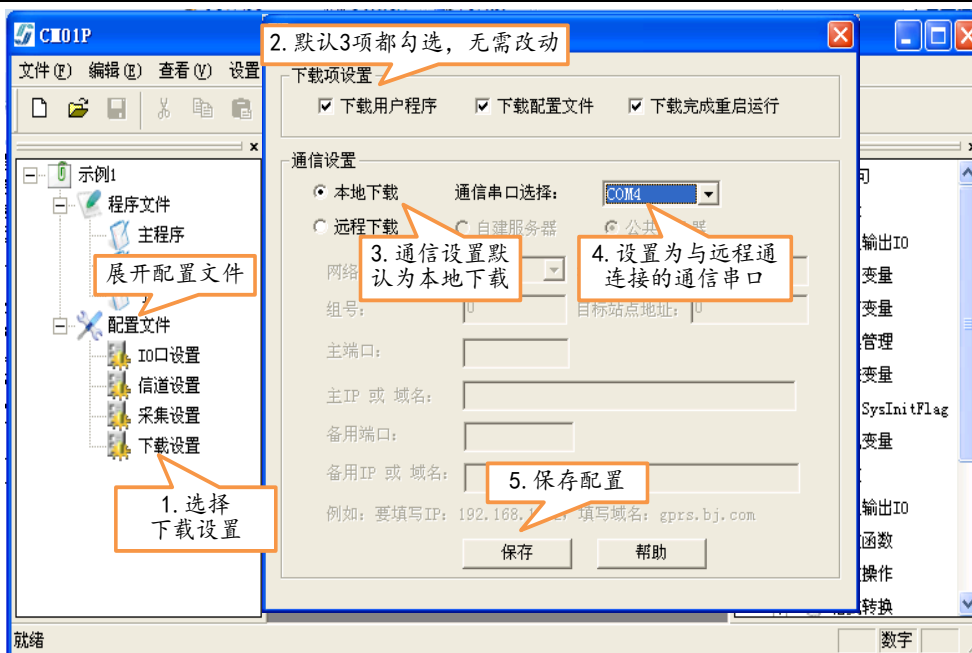 CM01P
文件(F) 编辑(E) 查看(V) 设置
2.默认3项都勾选，无需改动
下载项设置
下载用户程序 下载配置文件 下载完成重启运行
通信设置
本地下载 通信串口选择： COM4
远程下载 自建服务器 公共
3.通信设置默
认为本地下载
4.设置为与远程通
连接的通信串口
网络
组号： 0 目标站点地址： 0
主端口：
主IP 或 域名：
备用端口：
备用IP 或 域名：
5.保存配置
例如：要填写IP：192.168.1. 填写域名：gprs.bj.com
保存 帮助
示例1
程序文件
主程序
展开配置文件
配置文件
IO口设置
信道设置
采集设置
下载设置
1.选择
下载设置
输出IO
变量
变量
管理
变量
SysInitFlag
变量
输出IO
函数
操作
转换
就绪
数字